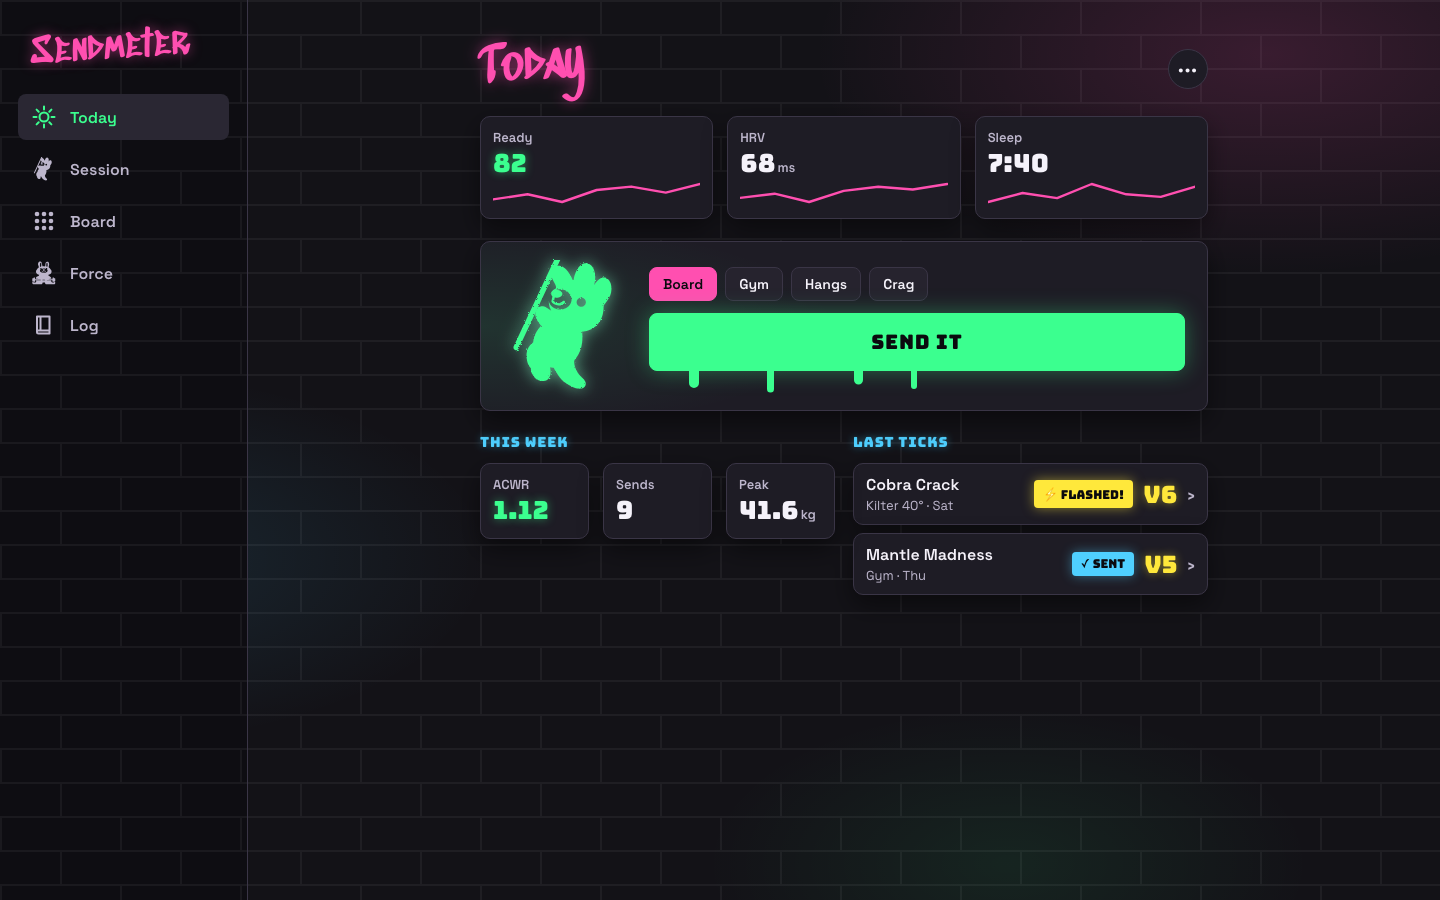 SENDMETER
Today
Session
Board
Force
Log
TODAY
Ready
82
HRV
68 ms
Sleep
7:40
Board
Gym
Hangs
Crag
SEND IT
THIS WEEK
ACWR
1.12
Sends
9
Peak
41.6 kg
LAST TICKS
Cobra Crack
Kilter 40° · Sat
⚡ FLASHED!
V6 >
Mantle Madness
Gym · Thu
✓ SENT
V5 >